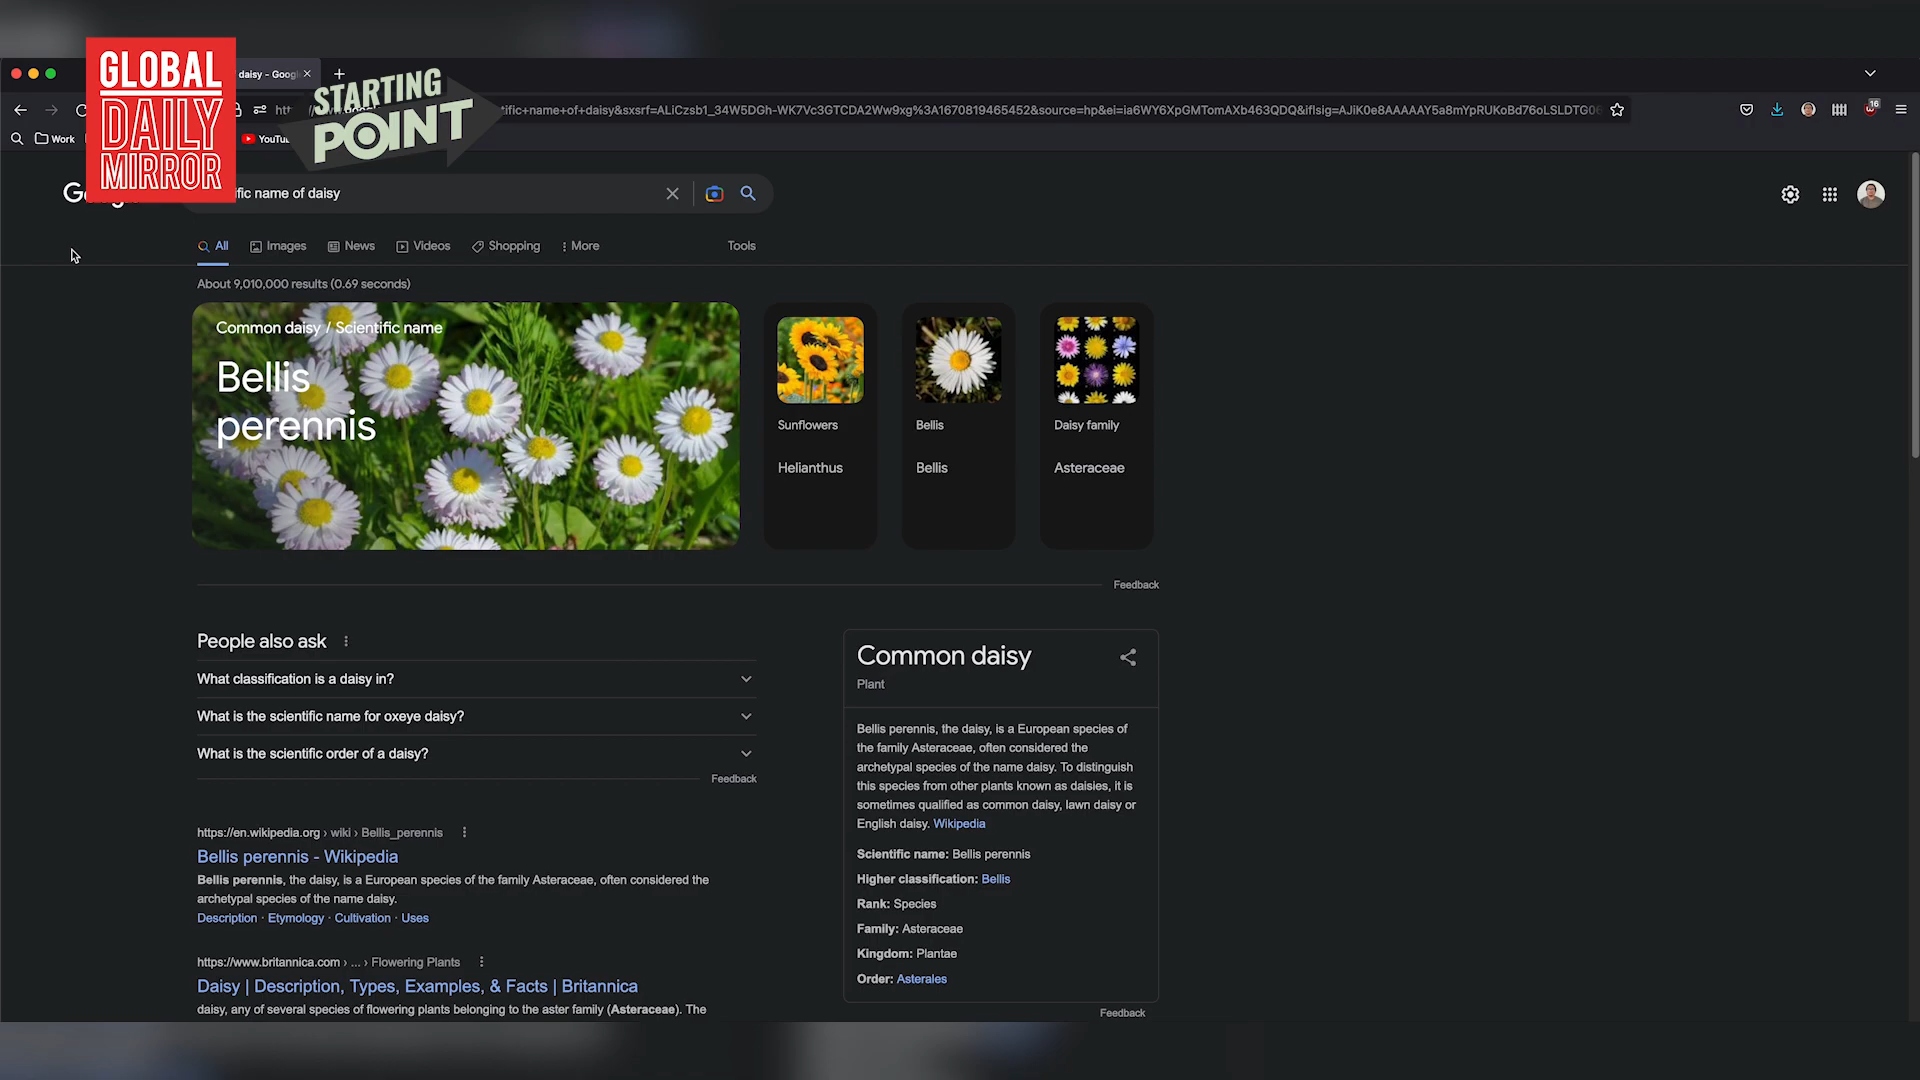 GLOBAL
DAILY
MIRROR
STARTING
POINT
daisy - Goog
tific+name+of+daisy&sxsrf=ALiCzsb1_34W5DGh-WK7Vc3GTCDA2Ww9xg%3A1670819465452&source=hp&ei=ia6WY6XpGMTomAXb463QDQ&iflsig=AJiK0e8AAAAAY5a8mYpRUKoBd76oLSLDTG0
16
Work
YouTub
fic name of daisy
All
Images
News
Videos
Shopping
More
Tools
About 9,010,000 results (0.69 seconds)
Common daisy / Scientific name
Bellis
perennis
Sunflowers
Helianthus
Bellis
Bellis
Daisy family
Asteraceae
Feedback
People also ask
What classification is a daisy in?
What is the scientific name for oxeye daisy?
What is the scientific order of a daisy?
Feedback
https://en.wikipedia.org › wiki › Bellis_perennis
Bellis perennis - Wikipedia
Bellis perennis, the daisy, is a European species of the family Asteraceae, often considered the
archetypal species of the name daisy.
Description · Etymology · Cultivation · Uses
https://www.britannica.com › ... › Flowering Plants
Daisy | Description, Types, Examples, & Facts | Britannica
daisy, any of several species of flowering plants belonging to the aster family (Asteraceae). The
Common daisy
Plant
Bellis perennis, the daisy, is a European species of
the family Asteraceae, often considered the
archetypal species of the name daisy. To distinguish
this species from other plants known as daisies, it is
sometimes qualified as common daisy, lawn daisy or
English daisy. Wikipedia
Scientific name: Bellis perennis
Higher classification: Bellis
Rank: Species
Family: Asteraceae
Kingdom: Plantae
Order: Asterales
Feedback